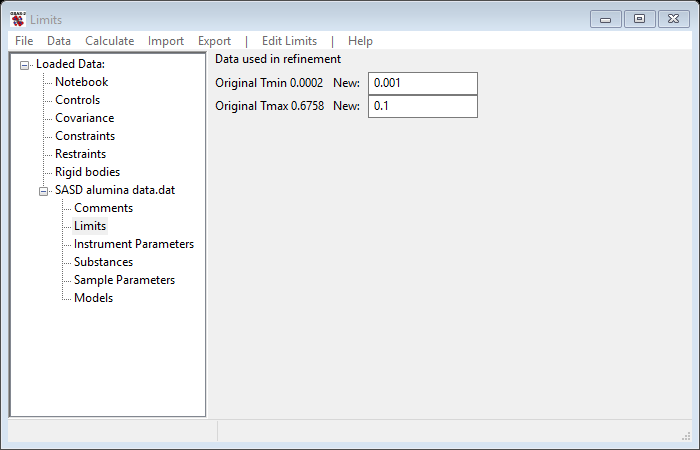 Limits
File Data Calculate Import Export | Edit Limits | Help
Loaded Data:
Notebook
Controls
Covariance
Constraints
Restraints
Rigid bodies
SASD alumina data.dat
Comments
Limits
Instrument Parameters
Substances
Sample Parameters
Models
Data used in refinement
Original Tmin 0.0002 New: 0.001
Original Tmax 0.6758 New: 0.1